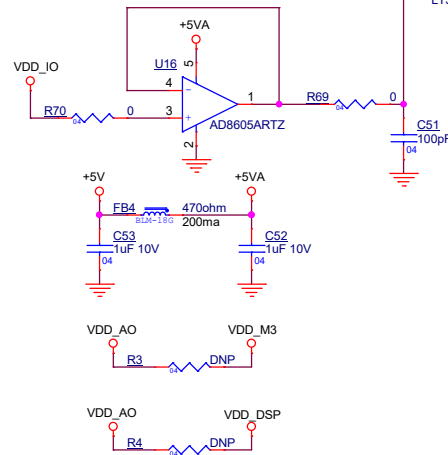 +5VA
U16
VDD_IO
5
4
1
R69
0
R70
0
3
AD8605ARTZ
04
04
2
C51
100pF
04
+5V
+5VA
FB4
470ohm
BLM-18G
200ma
C53
1uF 10V
04
C52
1uF 10V
04
VDD_AO
VDD_M3
R3
DNP
04
VDD_AO
VDD_DSP
R4
DNP
04